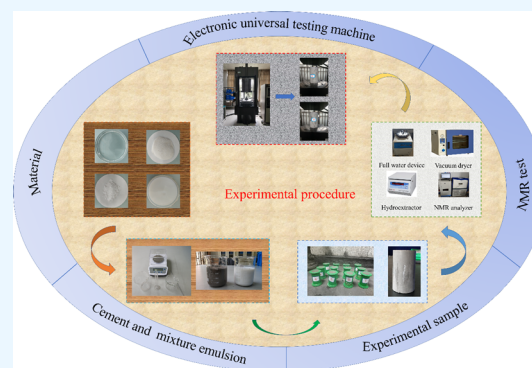 Electronic universal testing machine
Material
Full water device
Vacuum dryer
Hydroextractor
NMR analyzer
NMR test
Experimental procedure
Cement and mixture emulsion
Experimental sample